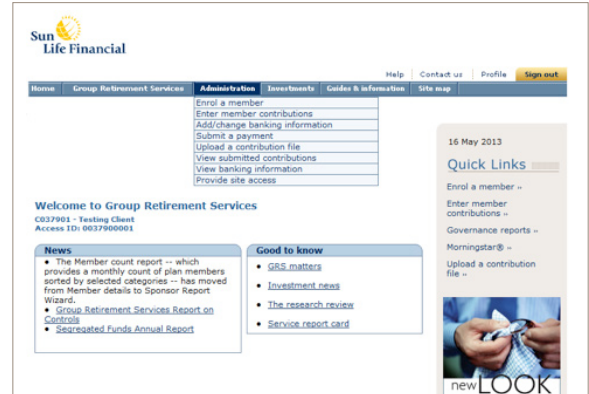 Sun
Life Financial
Help Contact us Profile Sign out
Home Group Retirement Services Administration Investments Guides & information Site map
Enrol a member
Enter member contributions
Add/change banking information
Submit a payment
Upload a contribution file
View submitted contributions
View banking information
Provide site access
16 May 2013
Quick Links
Enrol a member »
Enter member
contributions »
Governance reports »
Morningstar® »
Upload a contribution
file »
Welcome to Group Retirement Services
C037901 - Testing Client
Access ID: 0037900001
News
• The Member count report -- which
provides a monthly count of plan members
sorted by selected categories -- has moved
from Member details to Sponsor Report
Wizard.
• Group Retirement Services Report on
Controls
• Segregated Funds Annual Report
Good to know
• GRS matters
• Investment news
• The research review
• Service report card
new LOOK